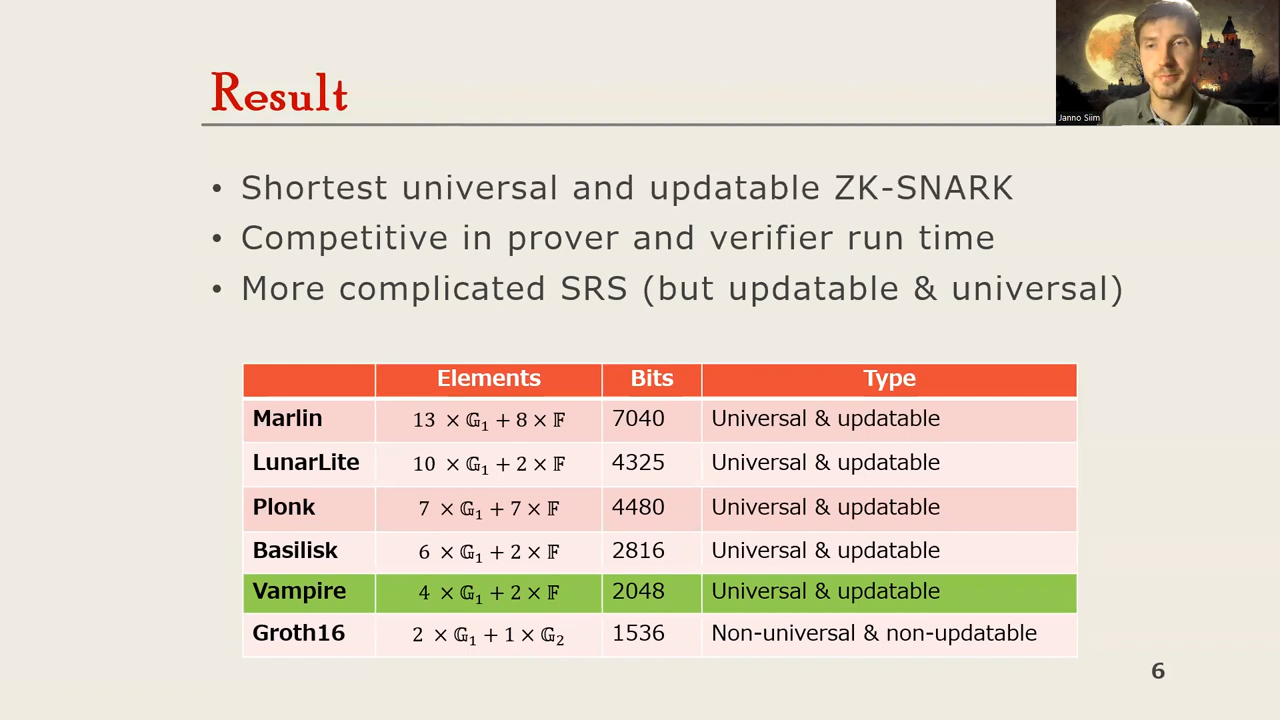 Result
Janno Siim
• Shortest universal and updatable ZK-SNARK
• Competitive in prover and verifier run time
• More complicated SRS (but updatable & universal)
Elements Bits Type
Marlin 13 × 𝔾₁ + 8 × 𝔽 7040 Universal & updatable
LunarLite 10 × 𝔾₁ + 2 × 𝔽 4325 Universal & updatable
Plonk 7 × 𝔾₁ + 7 × 𝔽 4480 Universal & updatable
Basilisk 6 × 𝔾₁ + 2 × 𝔽 2816 Universal & updatable
Vampire 4 × 𝔾₁ + 2 × 𝔽 2048 Universal & updatable
Groth16 2 × 𝔾₁ + 1 × 𝔾₂ 1536 Non-universal & non-updatable
6